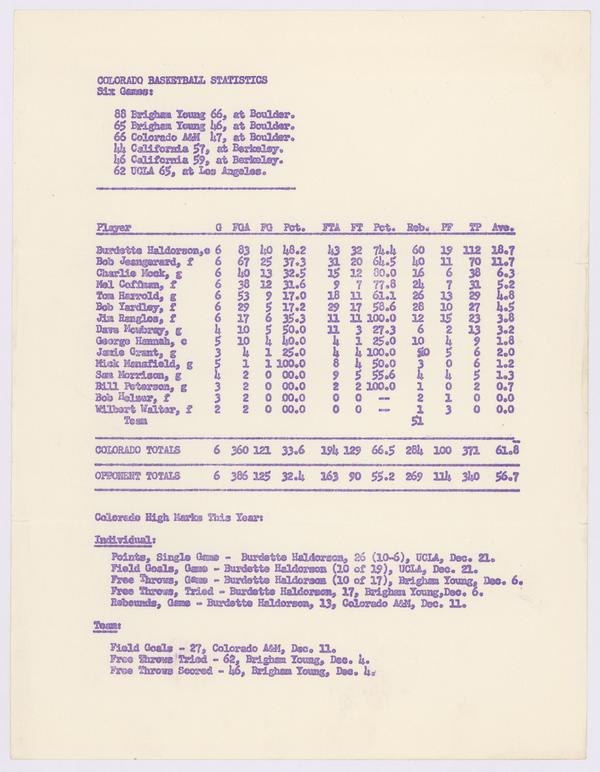 COLORADO BASKETBALL STATISTICS
Six Games:
88 Brigham Young 66, at Boulder.
65 Brigham Young 46, at Boulder.
66 Colorado A&M 47, at Boulder.
44 California 57, at Berkeley.
46 California 59, at Berkeley.
62 UCLA 65, at Los Angeles.
Player G FGA FG Pct. FTA FT Pct. Reb. PF TP Ave.
Burdette Haldorson,c 6 83 40 48.2 43 32 74.4 60 19 112 18.7
Bob Jeangerard, f 6 67 25 37.3 31 20 64.5 40 11 70 11.7
Charlie Mock, g 6 40 13 32.5 15 12 80.0 16 6 38 6.3
Mel Coffman, f 6 38 12 31.6 9 7 77.8 24 7 31 5.2
Tom Harrold, g 6 53 9 17.0 18 11 61.1 26 13 29 4.8
Bob Yardley, f 6 29 5 17.2 29 17 58.6 28 10 27 4.5
Jim Ranglos, f 6 17 6 35.3 11 11 100.0 12 15 23 3.8
Dave Mowbray, g 4 10 5 50.0 11 3 27.3 6 2 13 3.2
George Hannah, c 5 10 4 40.0 4 1 25.0 10 4 9 1.8
Jamie Grant, g 3 4 1 25.0 4 4 100.0 0 5 6 2.0
Mick Mansfield, g 5 1 1 100.0 8 4 50.0 3 0 6 1.2
Sam Morrison, g 4 2 0 00.0 9 5 55.6 4 4 5 1.3
Bill Peterson, g 3 2 0 00.0 2 2 100.0 1 0 2 0.7
Bob Helzer, f 3 2 0 00.0 0 0 -- 2 1 0 0.0
Wilbert Walter, f 2 2 0 00.0 0 0 -- 1 3 0 0.0
Team 51
COLORADO TOTALS 6 360 121 33.6 194 129 66.5 284 100 371 61.8
OPPONENT TOTALS 6 386 125 32.4 163 90 55.2 269 114 340 56.7
Colorado High Marks This Year:
Individual:
Points, Single Game - Burdette Haldorson, 26 (10-6), UCLA, Dec. 21.
Field Goals, Game - Burdette Haldorson (10 of 19), UCLA, Dec. 21.
Free Throws, Game - Burdette Haldorson (10 of 17), Brigham Young, Dec. 6.
Free Throws, Tried - Burdette Haldorson, 17, Brigham Young,Dec. 6.
Rebounds, Game - Burdette Haldorson, 13, Colorado A&M, Dec. 11.
Team:
Field Goals - 27, Colorado A&M, Dec. 11.
Free Throws Tried - 62, Brigham Young, Dec. 4.
Free Throws Scored - 46, Brigham Young, Dec. 4.